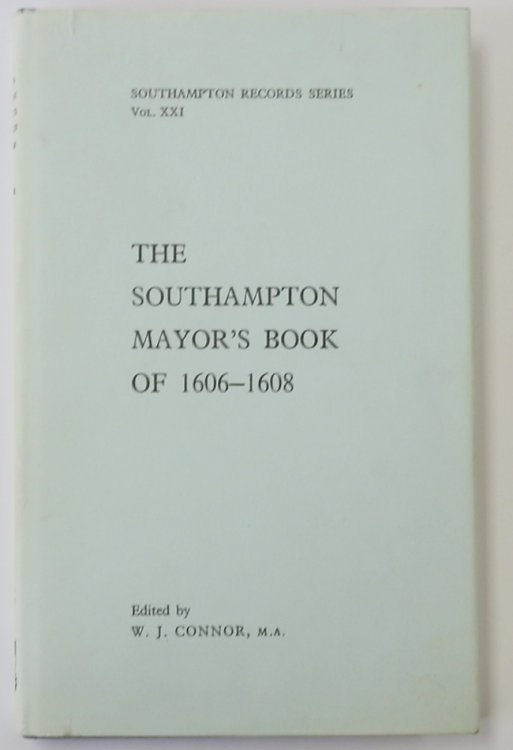 SOUTHAMPTON RECORDS SERIES
VOL. XXI
THE
SOUTHAMPTON
MAYOR'S BOOK
OF 1606–1608
Edited by
W. J. CONNOR, M.A.